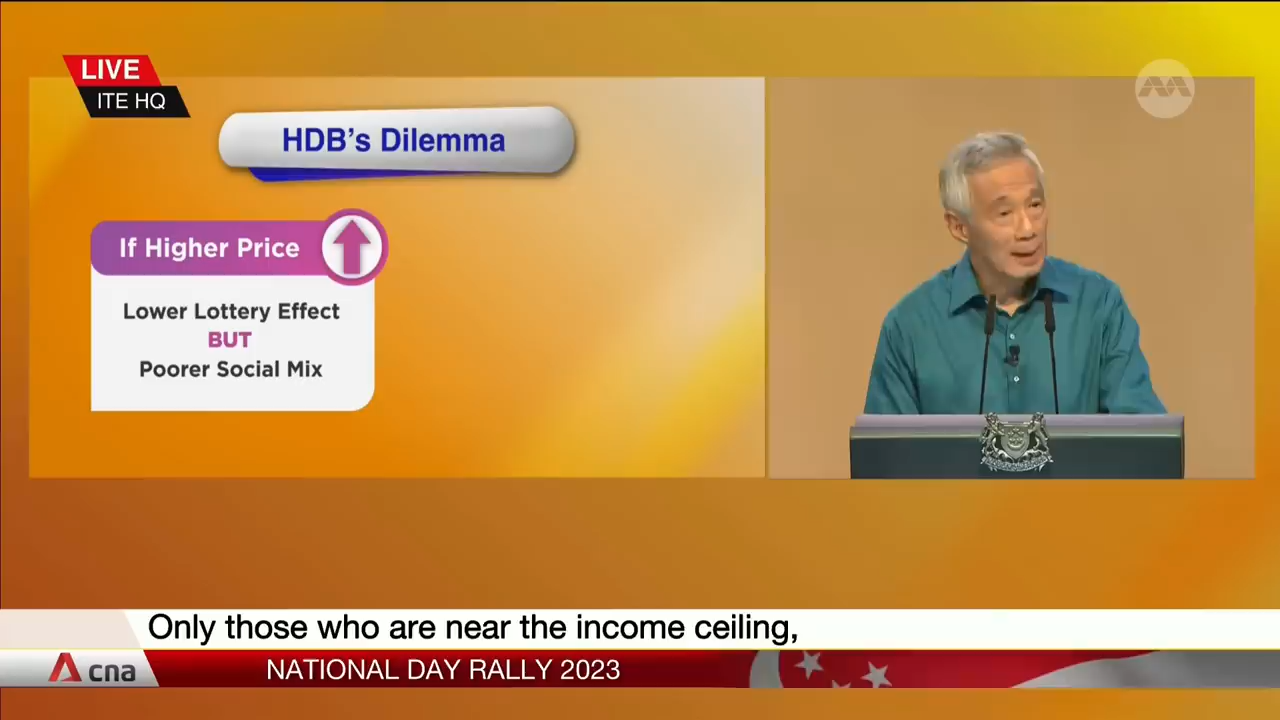 LIVE
ITE HQ
HDB's Dilemma
If Higher Price
Lower Lottery Effect
BUT
Poorer Social Mix
Only those who are near the income ceiling,
cna
NATIONAL DAY RALLY 2023